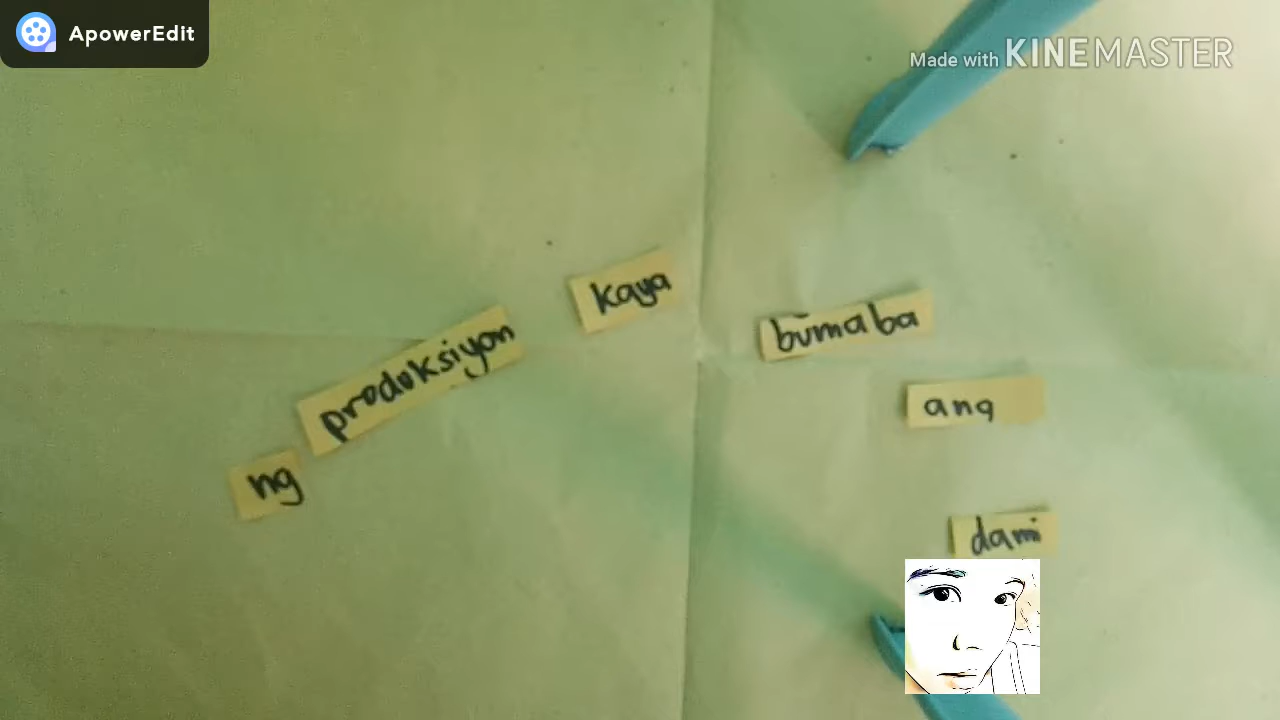 ApowerEdit
Made with KINEMASTER
kaya
bumaba
produksiyon
ang
ng
dami